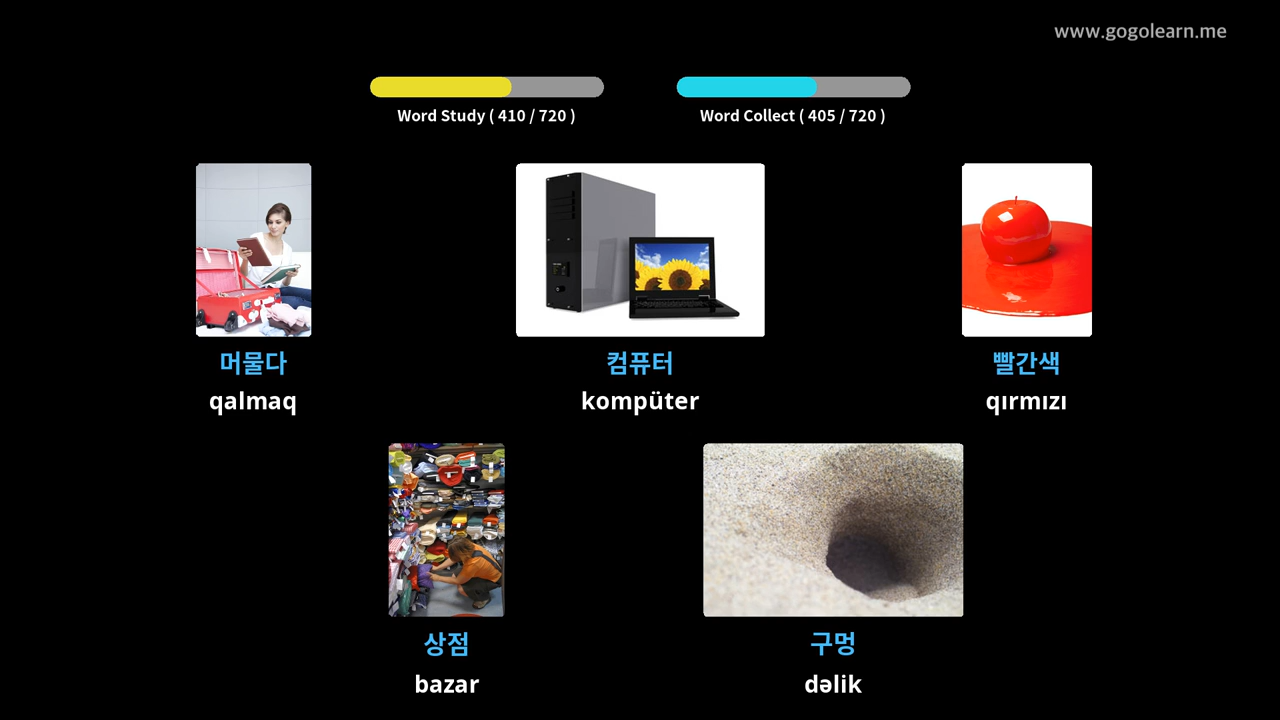 www.gogolearn.me
Word Study ( 410 / 720 )
Word Collect ( 405 / 720 )
머물다
qalmaq
컴퓨터
kompüter
빨간색
qırmızı
상점
bazar
구멍
dəlik